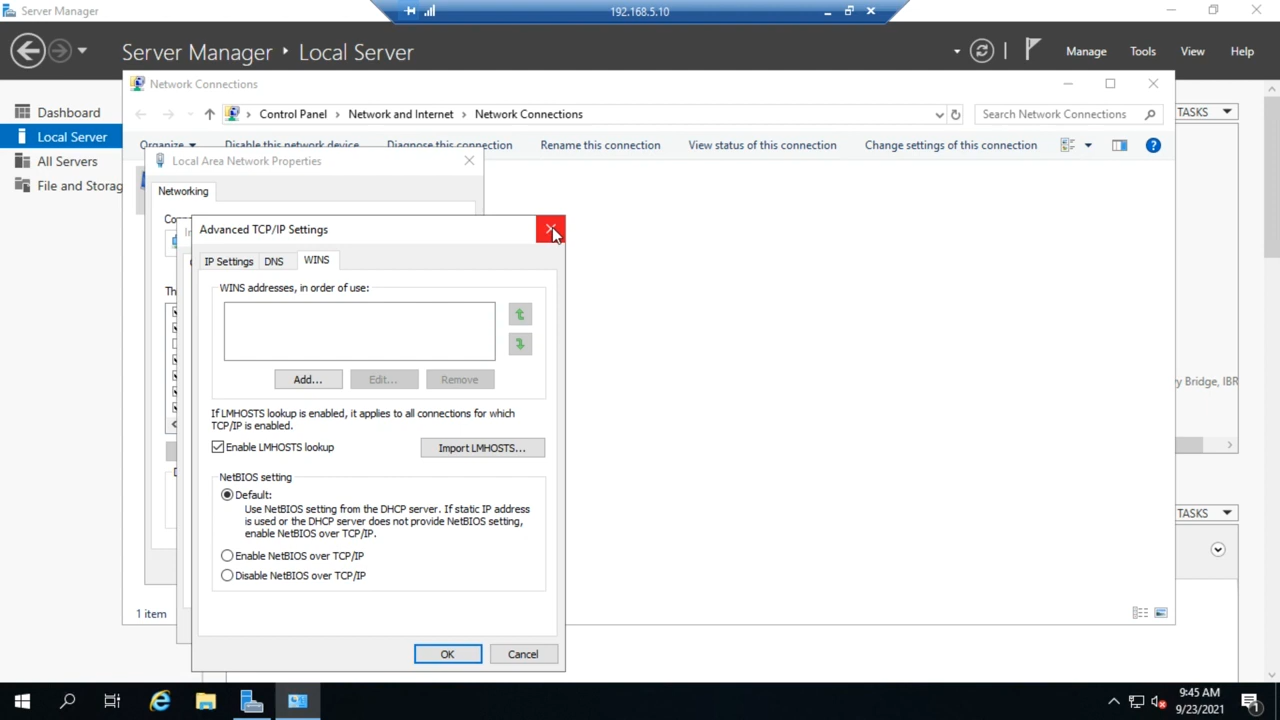 Server Manager
192.168.5.10
Server Manager ‣ Local Server
Manage Tools View Help
Network Connections
Control Panel > Network and Internet > Network Connections
Search Network Connections
Organize
Disable this network device
Diagnose this connection
Rename this connection
View status of this connection
Change settings of this connection
Dashboard
Local Server
All Servers
File and Storag
TASKS
Local Area Network Properties
Networking
Advanced TCP/IP Settings
IP Settings DNS WINS
WINS addresses, in order of use:
Add... Edit... Remove
If LMHOSTS lookup is enabled, it applies to all connections for which
TCP/IP is enabled.
Enable LMHOSTS lookup
Import LMHOSTS...
NetBIOS setting
Default:
Use NetBIOS setting from the DHCP server. If static IP address
is used or the DHCP server does not provide NetBIOS setting,
enable NetBIOS over TCP/IP.
Enable NetBIOS over TCP/IP
Disable NetBIOS over TCP/IP
OK Cancel
y Bridge, IBR
TASKS
1 item
9:45 AM
9/23/2021
1